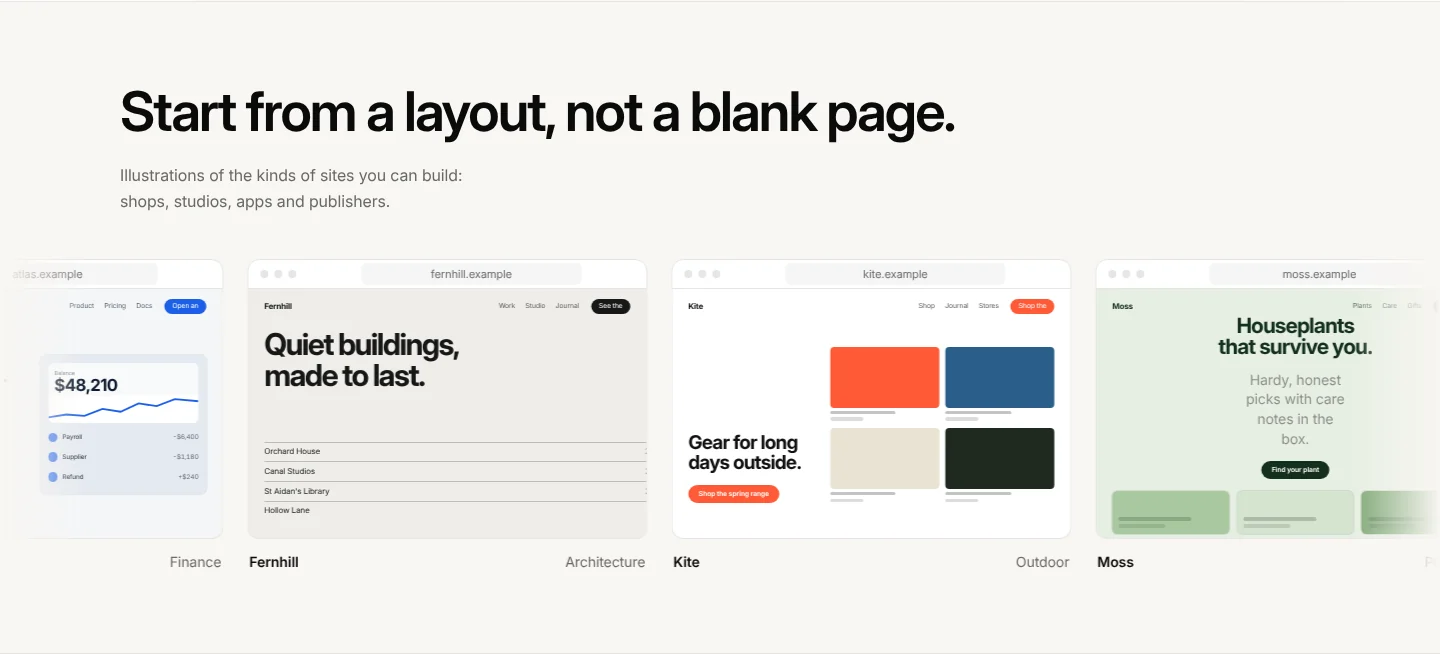 Start from a layout, not a blank page.
Illustrations of the kinds of sites you can build:
shops, studios, apps and publishers.
atlas.example
Product Pricing Docs Open an
Balance
$48,210
Payroll −$6,400
Supplier −$1,180
Refund +$240
Finance
fernhill.example
Fernhill Work Studio Journal See the
Quiet buildings,
made to last.
Orchard House
Canal Studios
St Aidan's Library
Hollow Lane
Fernhill Architecture
kite.example
Kite Shop Journal Stores Shop the
Gear for long
days outside.
Shop the spring range
Kite Outdoor
moss.example
Moss Plants Care Gifts
Houseplants
that survive you.
Hardy, honest
picks with care
notes in the
box.
Find your plant
Moss